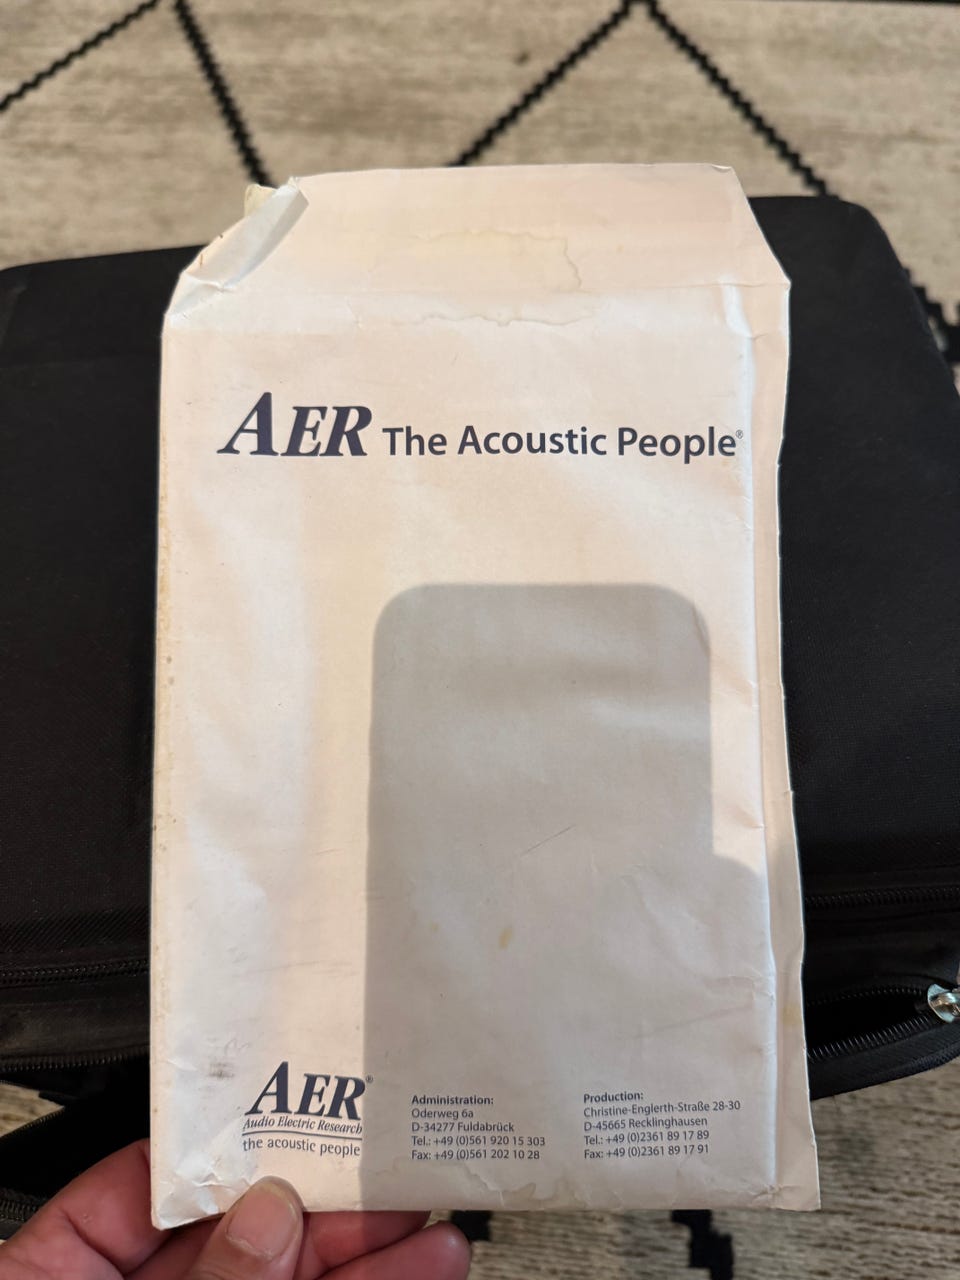 AER The Acoustic People®
AER®
Audio Electric Research
the acoustic people
Administration:
Oderweg 6a
D-34277 Fuldabrück
Tel.: +49 (0)561 920 15 303
Fax: +49 (0)561 202 10 28
Production:
Christine-Englerth-Straße 28-30
D-45665 Recklinghausen
Tel.: +49 (0)2361 89 17 89
Fax: +49 (0)2361 89 17 91